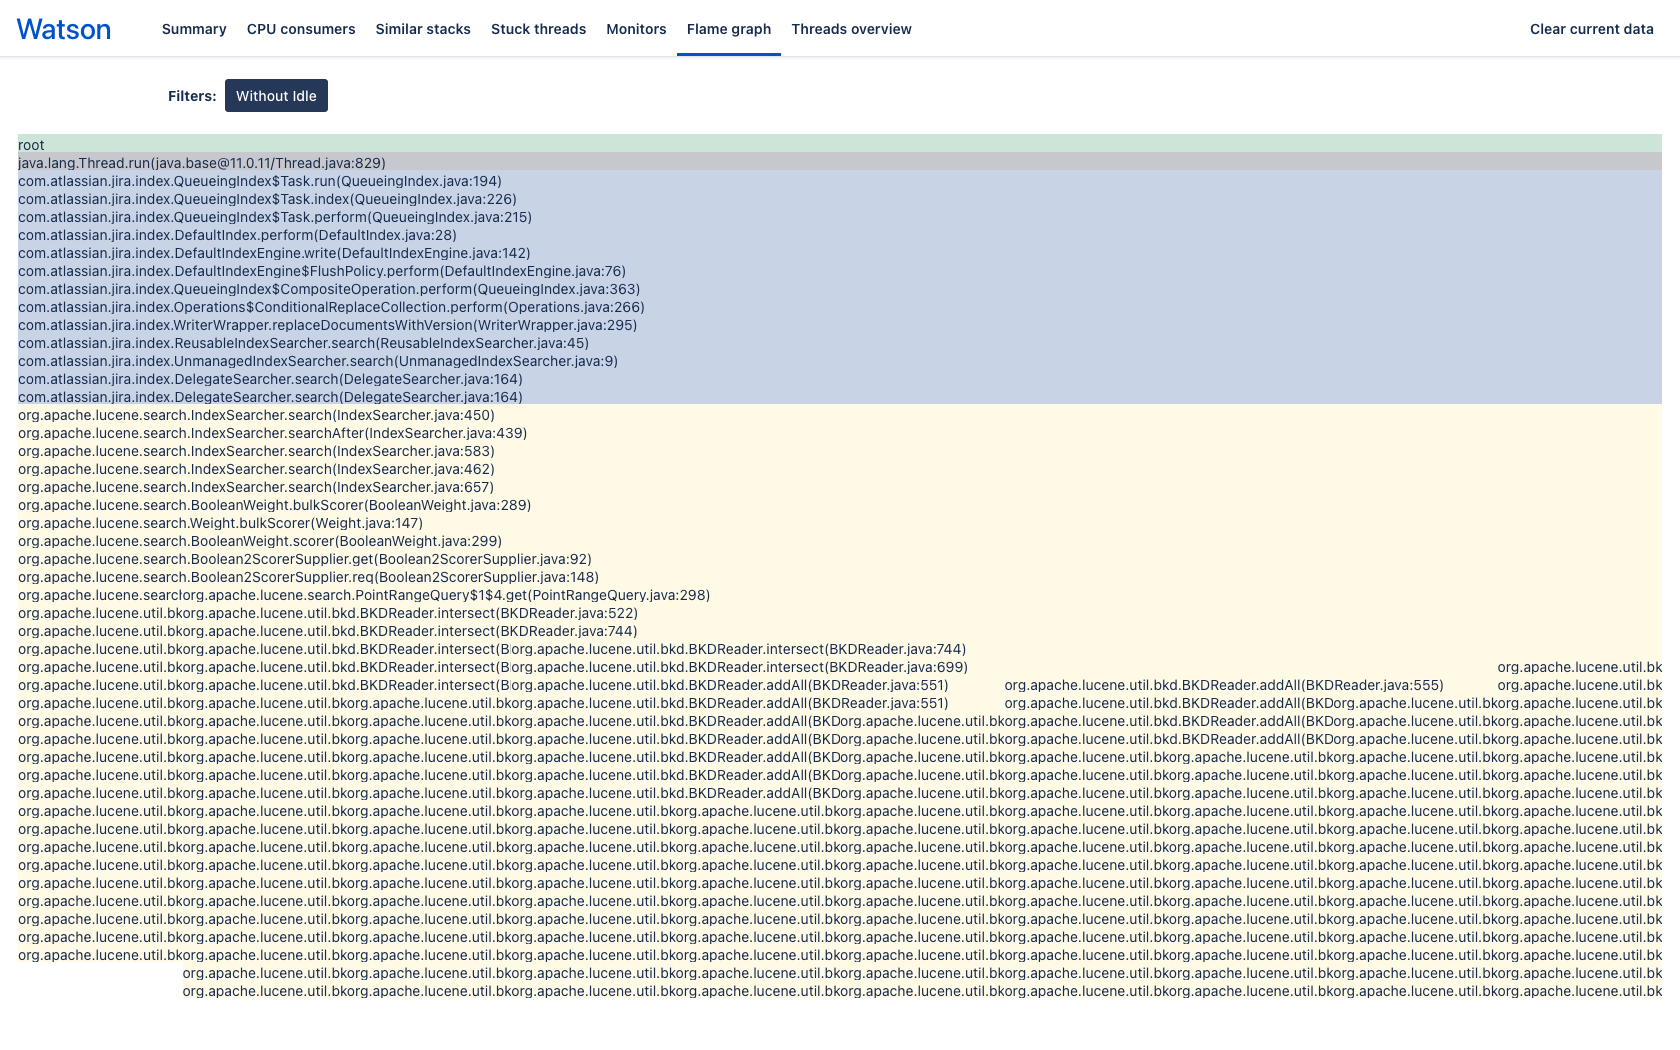 Watson
Summary
CPU consumers
Similar stacks
Stuck threads
Monitors
Flame graph
Threads overview
Clear current data
Filters:
Without Idle
root
java.lang.Thread.run(java.base@11.0.11/Thread.java:829)
com.atlassian.jira.index.QueueingIndex$Task.run(QueueingIndex.java:194)
com.atlassian.jira.index.QueueingIndex$Task.index(QueueingIndex.java:226)
com.atlassian.jira.index.QueueingIndex$Task.perform(QueueingIndex.java:215)
com.atlassian.jira.index.DefaultIndex.perform(DefaultIndex.java:28)
com.atlassian.jira.index.DefaultIndexEngine.write(DefaultIndexEngine.java:142)
com.atlassian.jira.index.DefaultIndexEngine$FlushPolicy.perform(DefaultIndexEngine.java:76)
com.atlassian.jira.index.QueueingIndex$CompositeOperation.perform(QueueingIndex.java:363)
com.atlassian.jira.index.Operations$ConditionalReplaceCollection.perform(Operations.java:266)
com.atlassian.jira.index.WriterWrapper.replaceDocumentsWithVersion(WriterWrapper.java:295)
com.atlassian.jira.index.ReusableIndexSearcher.search(ReusableIndexSearcher.java:45)
com.atlassian.jira.index.UnmanagedIndexSearcher.search(UnmanagedIndexSearcher.java:9)
com.atlassian.jira.index.DelegateSearcher.search(DelegateSearcher.java:164)
com.atlassian.jira.index.DelegateSearcher.search(DelegateSearcher.java:164)
org.apache.lucene.search.IndexSearcher.search(IndexSearcher.java:450)
org.apache.lucene.search.IndexSearcher.searchAfter(IndexSearcher.java:439)
org.apache.lucene.search.IndexSearcher.search(IndexSearcher.java:583)
org.apache.lucene.search.IndexSearcher.search(IndexSearcher.java:462)
org.apache.lucene.search.IndexSearcher.search(IndexSearcher.java:657)
org.apache.lucene.search.BooleanWeight.bulkScorer(BooleanWeight.java:289)
org.apache.lucene.search.Weight.bulkScorer(Weight.java:147)
org.apache.lucene.search.BooleanWeight.scorer(BooleanWeight.java:299)
org.apache.lucene.search.Boolean2ScorerSupplier.get(Boolean2ScorerSupplier.java:92)
org.apache.lucene.search.Boolean2ScorerSupplier.req(Boolean2ScorerSupplier.java:148)
org.apache.lucene.searchorg.apache.lucene.search.PointRangeQuery$1$4.get(PointRangeQuery.java:298)
org.apache.lucene.util.bkorg.apache.lucene.util.bkd.BKDReader.intersect(BKDReader.java:522)
org.apache.lucene.util.bkorg.apache.lucene.util.bkd.BKDReader.intersect(BKDReader.java:744)
org.apache.lucene.util.bkorg.apache.lucene.util.bkd.BKDReader.intersect(Borg.apache.lucene.util.bkd.BKDReader.intersect(BKDReader.java:744)
org.apache.lucene.util.bkorg.apache.lucene.util.bkd.BKDReader.intersect(Borg.apache.lucene.util.bkd.BKDReader.intersect(BKDReader.java:699) org.apache.lucene.util.bk
org.apache.lucene.util.bkorg.apache.lucene.util.bkd.BKDReader.intersect(Borg.apache.lucene.util.bkd.BKDReader.addAll(BKDReader.java:551) org.apache.lucene.util.bkd.BKDReader.addAll(BKDReader.java:555) org.apache.lucene.util.bk
org.apache.lucene.util.bkorg.apache.lucene.util.bkorg.apache.lucene.util.bkorg.apache.lucene.util.bkd.BKDReader.addAll(BKDReader.java:551) org.apache.lucene.util.bkd.BKDReader.addAll(BKDorg.apache.lucene.util.bkorg.apache.lucene.util.bk
org.apache.lucene.util.bkorg.apache.lucene.util.bkorg.apache.lucene.util.bkorg.apache.lucene.util.bkd.BKDReader.addAll(BKDorg.apache.lucene.util.bkorg.apache.lucene.util.bkd.BKDReader.addAll(BKDorg.apache.lucene.util.bkorg.apache.lucene.util.bk
org.apache.lucene.util.bkorg.apache.lucene.util.bkorg.apache.lucene.util.bkorg.apache.lucene.util.bkd.BKDReader.addAll(BKDorg.apache.lucene.util.bkorg.apache.lucene.util.bkd.BKDReader.addAll(BKDorg.apache.lucene.util.bkorg.apache.lucene.util.bk
org.apache.lucene.util.bkorg.apache.lucene.util.bkorg.apache.lucene.util.bkorg.apache.lucene.util.bkd.BKDReader.addAll(BKDorg.apache.lucene.util.bkorg.apache.lucene.util.bkorg.apache.lucene.util.bkorg.apache.lucene.util.bkorg.apache.lucene.util.bk
org.apache.lucene.util.bkorg.apache.lucene.util.bkorg.apache.lucene.util.bkorg.apache.lucene.util.bkd.BKDReader.addAll(BKDorg.apache.lucene.util.bkorg.apache.lucene.util.bkorg.apache.lucene.util.bkorg.apache.lucene.util.bkorg.apache.lucene.util.bk
org.apache.lucene.util.bkorg.apache.lucene.util.bkorg.apache.lucene.util.bkorg.apache.lucene.util.bkd.BKDReader.addAll(BKDorg.apache.lucene.util.bkorg.apache.lucene.util.bkorg.apache.lucene.util.bkorg.apache.lucene.util.bkorg.apache.lucene.util.bk
org.apache.lucene.util.bkorg.apache.lucene.util.bkorg.apache.lucene.util.bkorg.apache.lucene.util.bkorg.apache.lucene.util.bkorg.apache.lucene.util.bkorg.apache.lucene.util.bkorg.apache.lucene.util.bkorg.apache.lucene.util.bkorg.apache.lucene.util.bk
org.apache.lucene.util.bkorg.apache.lucene.util.bkorg.apache.lucene.util.bkorg.apache.lucene.util.bkorg.apache.lucene.util.bkorg.apache.lucene.util.bkorg.apache.lucene.util.bkorg.apache.lucene.util.bkorg.apache.lucene.util.bkorg.apache.lucene.util.bk
org.apache.lucene.util.bkorg.apache.lucene.util.bkorg.apache.lucene.util.bkorg.apache.lucene.util.bkorg.apache.lucene.util.bkorg.apache.lucene.util.bkorg.apache.lucene.util.bkorg.apache.lucene.util.bkorg.apache.lucene.util.bkorg.apache.lucene.util.bk
org.apache.lucene.util.bkorg.apache.lucene.util.bkorg.apache.lucene.util.bkorg.apache.lucene.util.bkorg.apache.lucene.util.bkorg.apache.lucene.util.bkorg.apache.lucene.util.bkorg.apache.lucene.util.bkorg.apache.lucene.util.bkorg.apache.lucene.util.bk
org.apache.lucene.util.bkorg.apache.lucene.util.bkorg.apache.lucene.util.bkorg.apache.lucene.util.bkorg.apache.lucene.util.bkorg.apache.lucene.util.bkorg.apache.lucene.util.bkorg.apache.lucene.util.bkorg.apache.lucene.util.bkorg.apache.lucene.util.bk
org.apache.lucene.util.bkorg.apache.lucene.util.bkorg.apache.lucene.util.bkorg.apache.lucene.util.bkorg.apache.lucene.util.bkorg.apache.lucene.util.bkorg.apache.lucene.util.bkorg.apache.lucene.util.bkorg.apache.lucene.util.bkorg.apache.lucene.util.bk
org.apache.lucene.util.bkorg.apache.lucene.util.bkorg.apache.lucene.util.bkorg.apache.lucene.util.bkorg.apache.lucene.util.bkorg.apache.lucene.util.bkorg.apache.lucene.util.bkorg.apache.lucene.util.bkorg.apache.lucene.util.bkorg.apache.lucene.util.bk
org.apache.lucene.util.bkorg.apache.lucene.util.bkorg.apache.lucene.util.bkorg.apache.lucene.util.bkorg.apache.lucene.util.bkorg.apache.lucene.util.bkorg.apache.lucene.util.bkorg.apache.lucene.util.bkorg.apache.lucene.util.bkorg.apache.lucene.util.bk
org.apache.lucene.util.bkorg.apache.lucene.util.bkorg.apache.lucene.util.bkorg.apache.lucene.util.bkorg.apache.lucene.util.bkorg.apache.lucene.util.bkorg.apache.lucene.util.bkorg.apache.lucene.util.bkorg.apache.lucene.util.bkorg.apache.lucene.util.bk
org.apache.lucene.util.bkorg.apache.lucene.util.bkorg.apache.lucene.util.bkorg.apache.lucene.util.bkorg.apache.lucene.util.bkorg.apache.lucene.util.bkorg.apache.lucene.util.bkorg.apache.lucene.util.bkorg.apache.lucene.util.bk
org.apache.lucene.util.bkorg.apache.lucene.util.bkorg.apache.lucene.util.bkorg.apache.lucene.util.bkorg.apache.lucene.util.bkorg.apache.lucene.util.bkorg.apache.lucene.util.bkorg.apache.lucene.util.bkorg.apache.lucene.util.bk